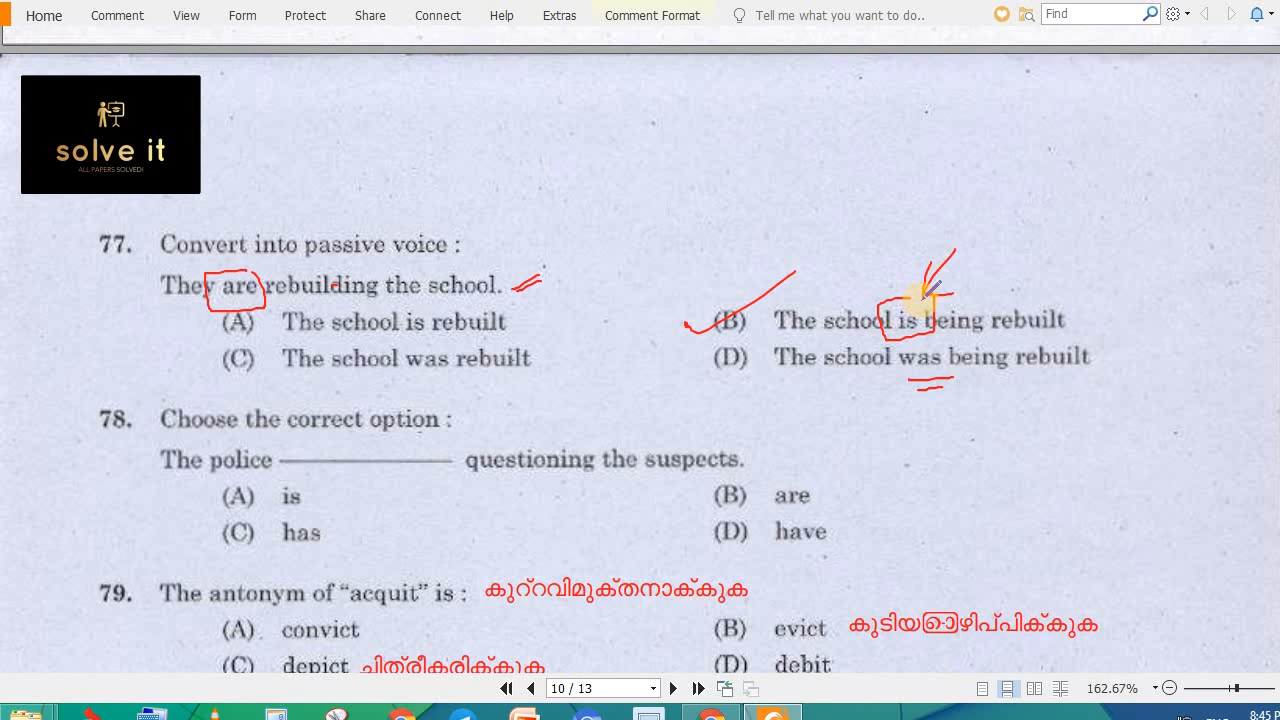 Home Comment View Form Protect Share Connect Help Extras Comment Format Tell me what you want to do.. Find
solve it
ALL PAPERS SOLVED!
77. Convert into passive voice :
They are rebuilding the school.
(A) The school is rebuilt (B) The school is being rebuilt
(C) The school was rebuilt (D) The school was being rebuilt
78. Choose the correct option :
The police ———————— questioning the suspects.
(A) is (B) are
(C) has (D) have
79. The antonym of “acquit” is : കുറ്റവിമുക്തനാക്കുക
(A) convict (B) evict കുടിയൊഴിപ്പിക്കുക
(C) depict ചിത്രീകരിക്കുക (D) debit
10 / 13 162.67%
8:45 P